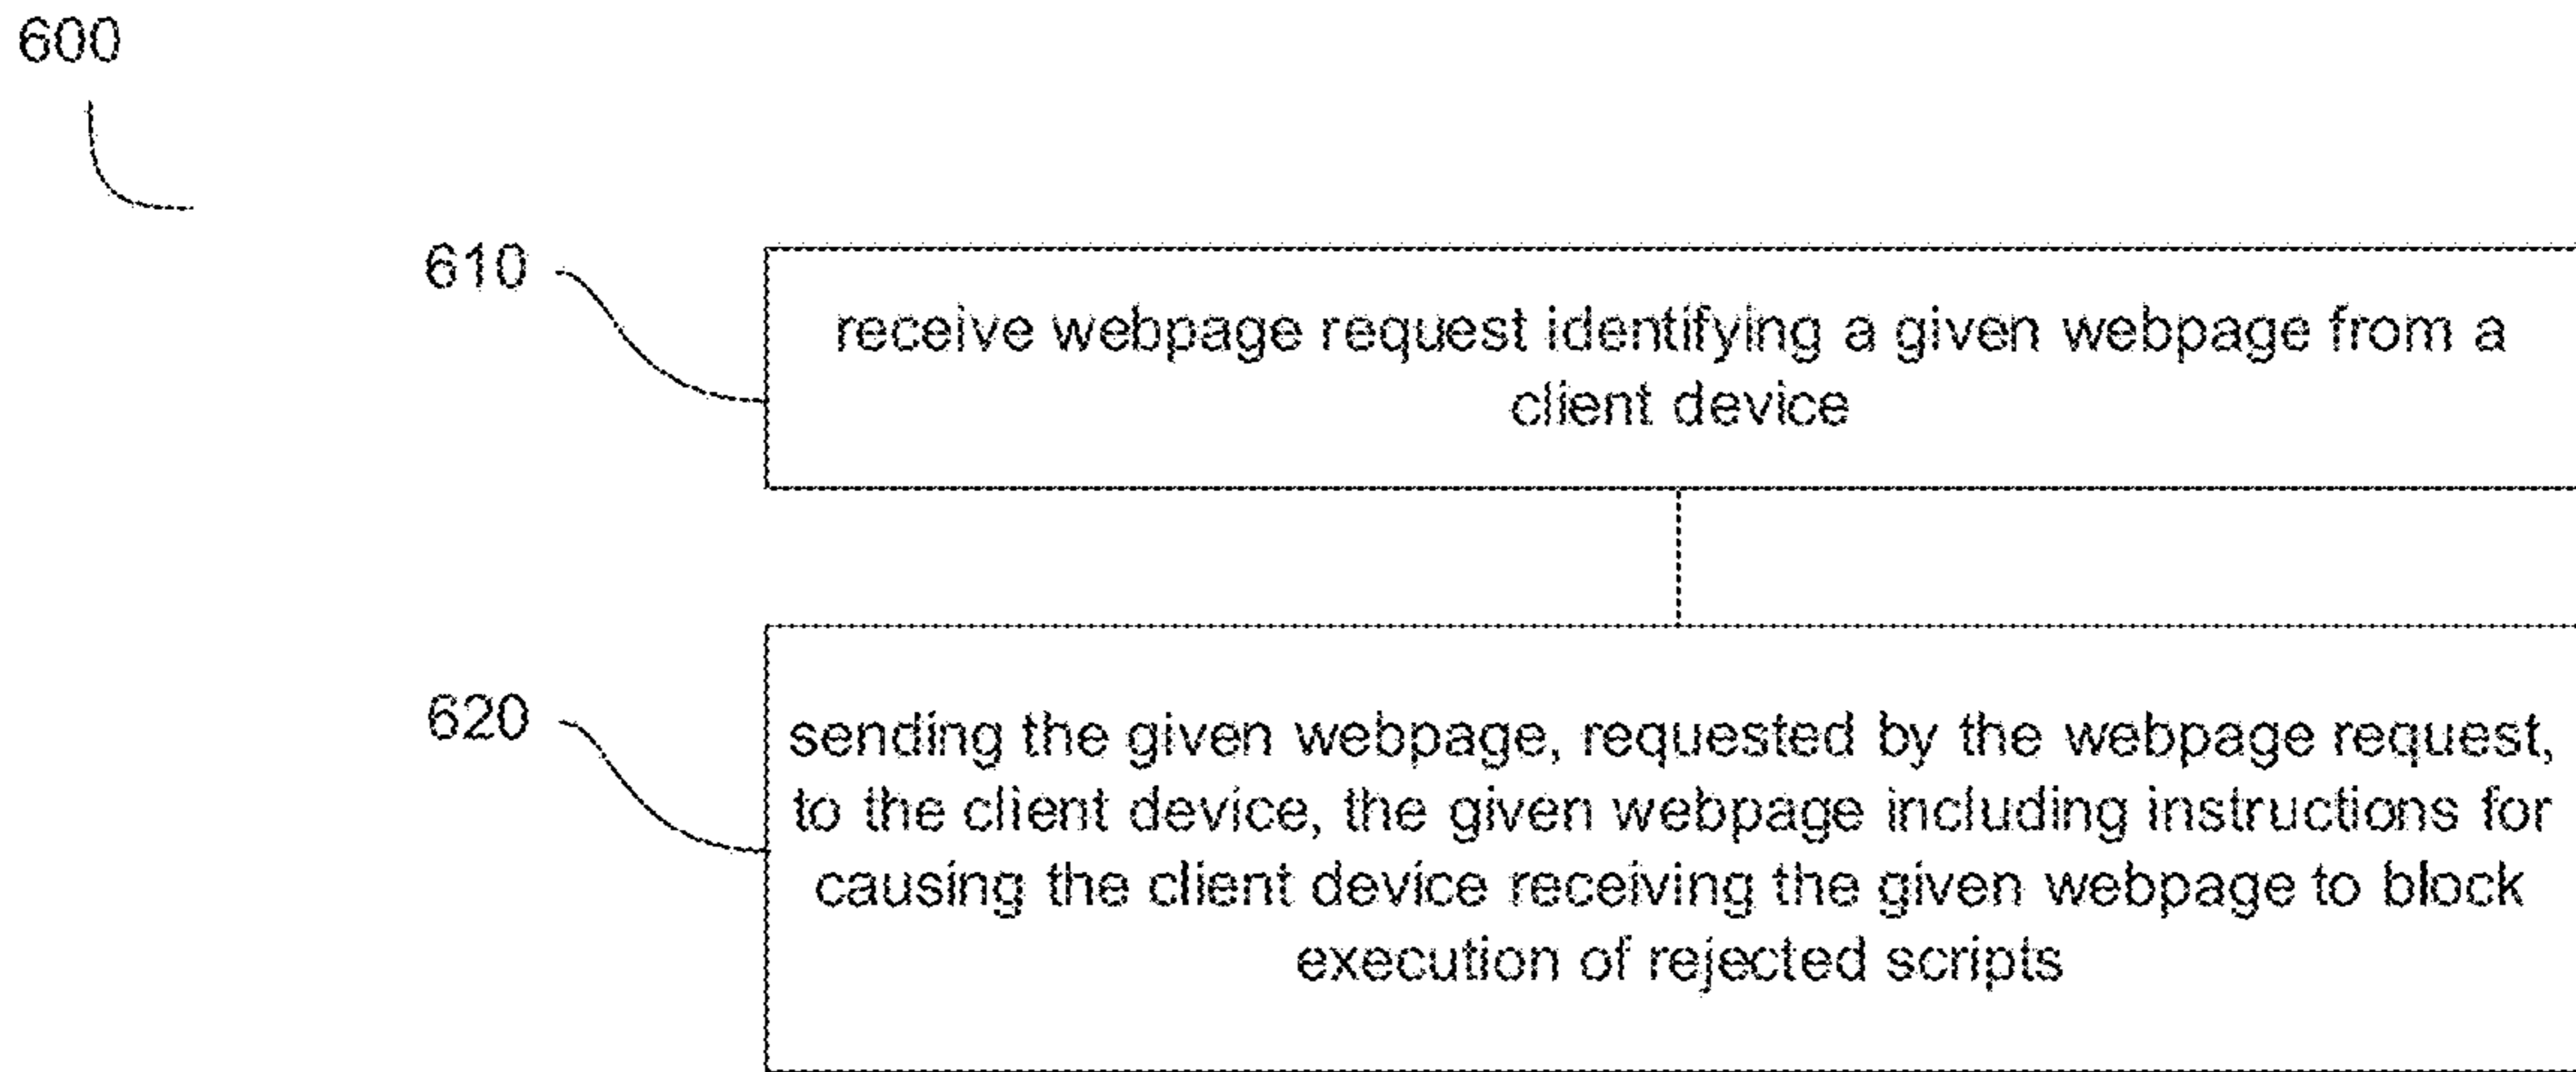 600
610
receive webpage request identifying a given webpage from a
client device
620
sending the given webpage, requested by the webpage request,
to the client device, the given webpage including instructions for
causing the client device receiving the given webpage to block
execution of rejected scripts